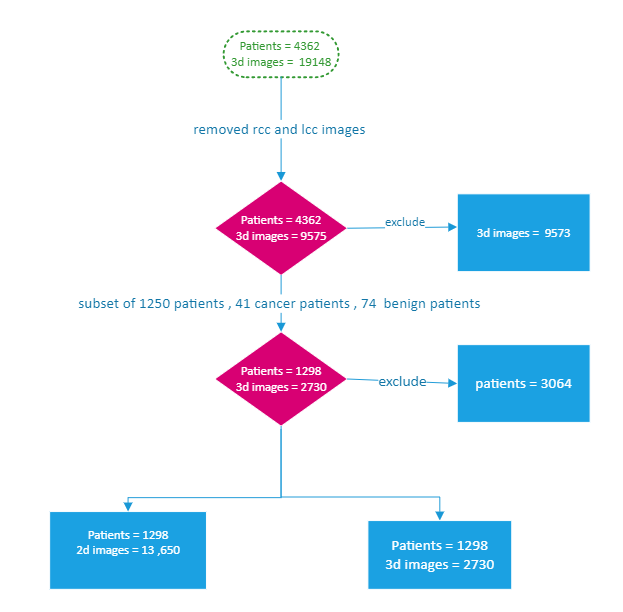 Patients = 4362
3d images = 19148
removed rcc and lcc images
Patients = 4362
3d images = 9575
exclude
3d images = 9573
subset of 1250 patients , 41 cancer patients , 74 benign patients
Patients = 1298
3d images = 2730
exclude
patients = 3064
Patients = 1298
2d images = 13 ,650
Patients = 1298
3d images = 2730